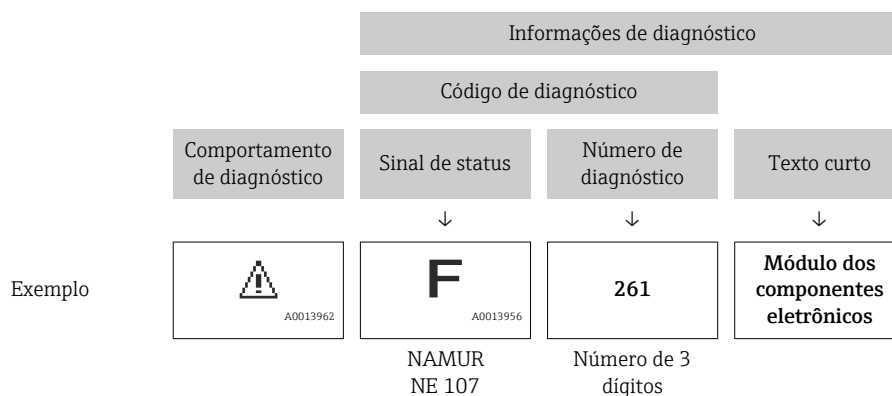 Informações de diagnóstico
Código de diagnóstico
Comportamento
de diagnóstico
Sinal de status
Número de
diagnóstico
Texto curto
↓ ↓ ↓
Exemplo
A0013962
F
A0013956
261
Módulo dos
componentes
eletrônicos
NAMUR
NE 107
Número de 3
dígitos